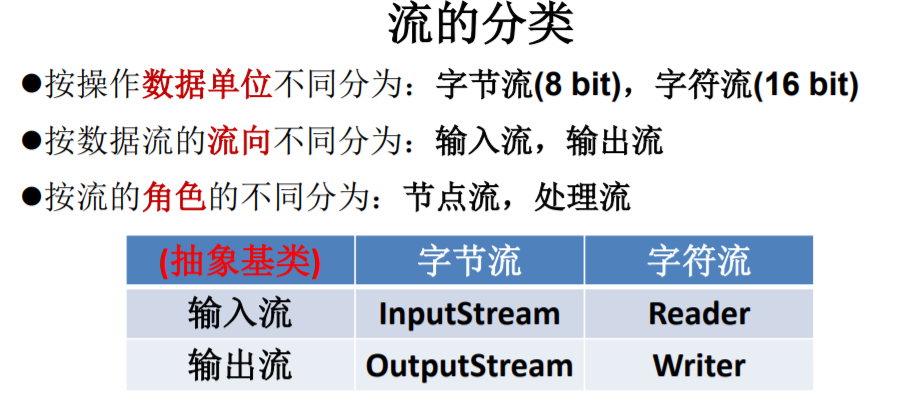 流的分类
●按操作数据单位不同分为：字节流(8 bit)，字符流(16 bit)
●按数据流的流向不同分为：输入流，输出流
●按流的角色的不同分为：节点流，处理流
(抽象基类) 字节流 字符流
输入流 InputStream Reader
输出流 OutputStream Writer